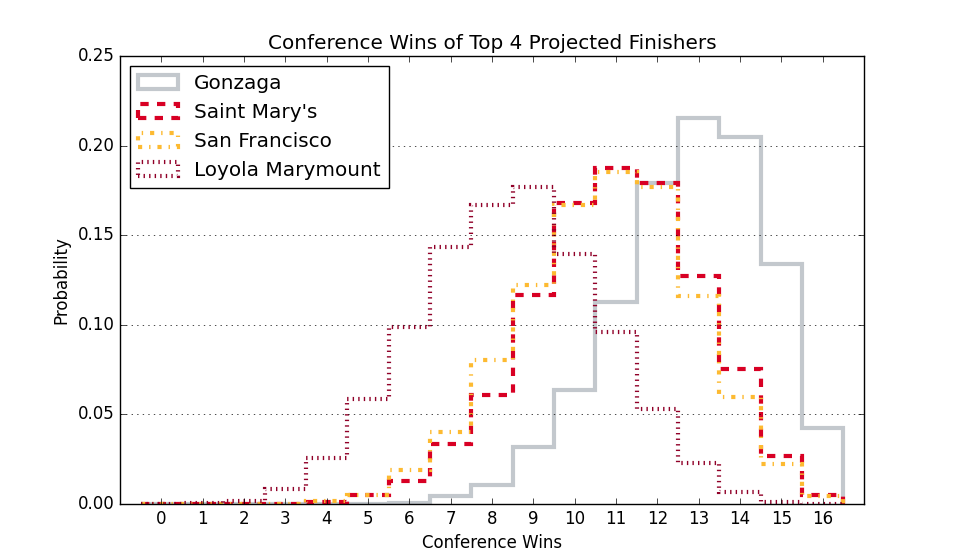 Conference Wins of Top 4 Projected Finishers
0.25
0.20
0.15
0.10
0.05
0.00
Probability
Gonzaga
Saint Mary's
San Francisco
Loyola Marymount
0 1 2 3 4 5 6 7 8 9 10 11 12 13 14 15 16
Conference Wins